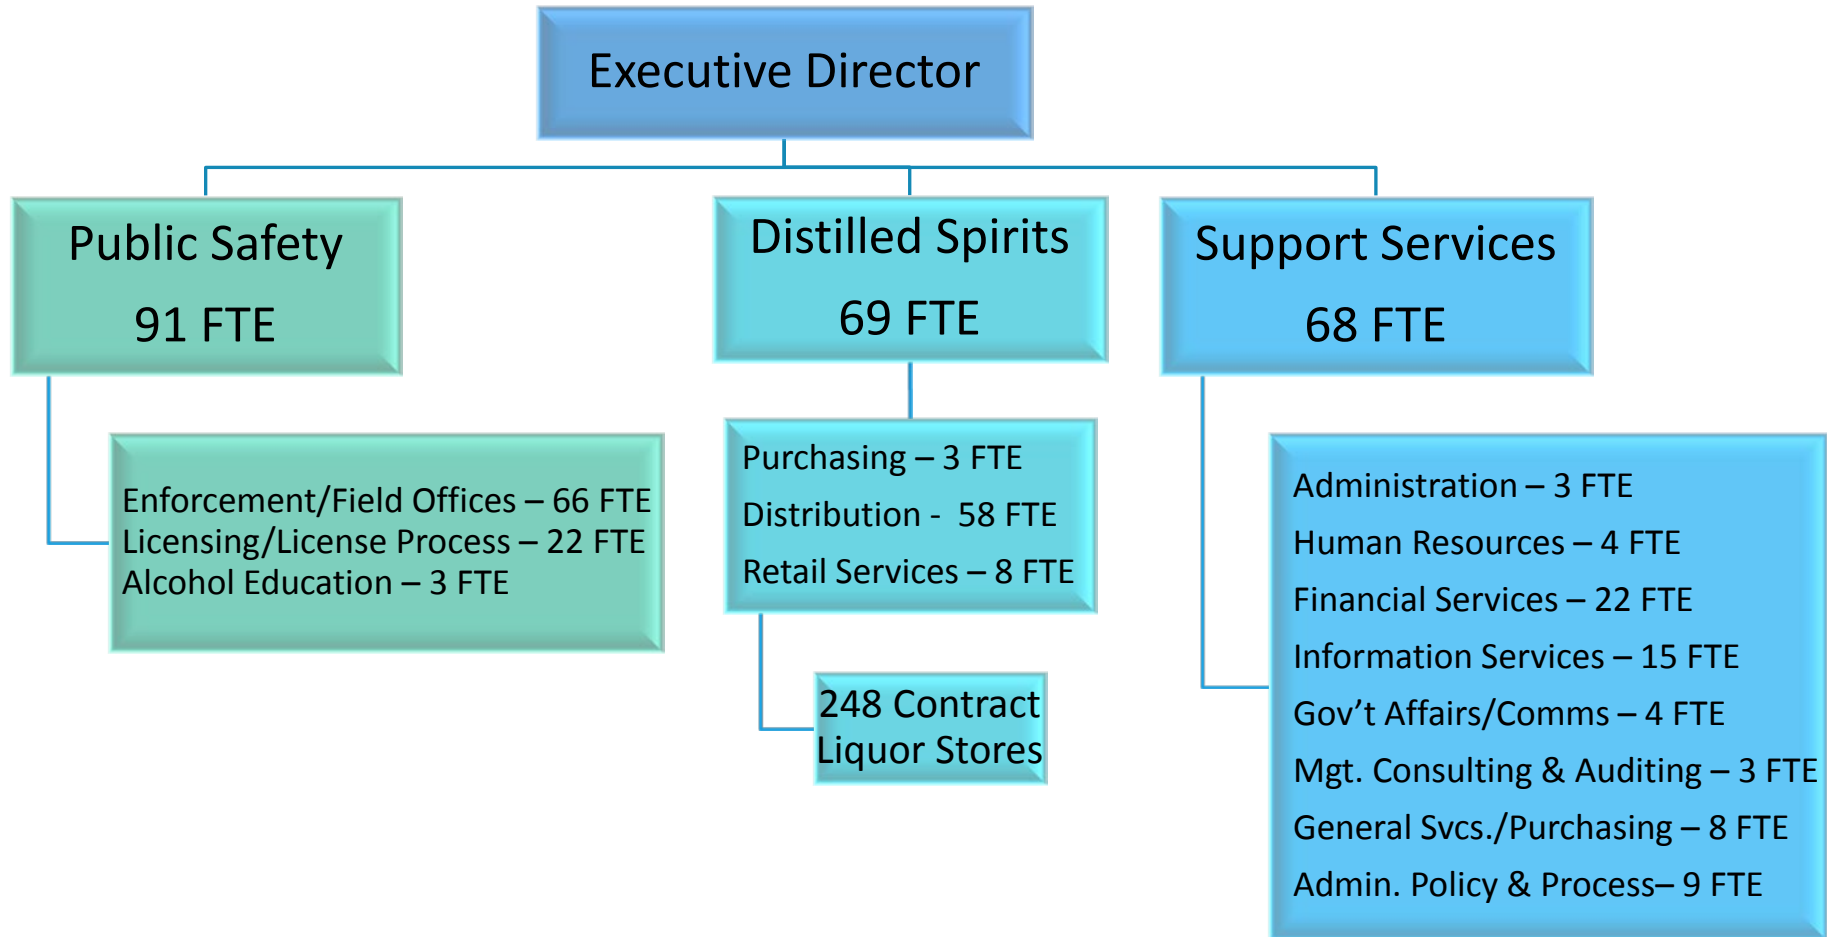 Executive Director
Public Safety
91 FTE
Distilled Spirits
69 FTE
Support Services
68 FTE
Enforcement/Field Offices – 66 FTE
Licensing/License Process – 22 FTE
Alcohol Education – 3 FTE
Purchasing – 3 FTE
Distribution - 58 FTE
Retail Services – 8 FTE
248 Contract
Liquor Stores
Administration – 3 FTE
Human Resources – 4 FTE
Financial Services – 22 FTE
Information Services – 15 FTE
Gov’t Affairs/Comms – 4 FTE
Mgt. Consulting & Auditing – 3 FTE
General Svcs./Purchasing – 8 FTE
Admin. Policy & Process– 9 FTE